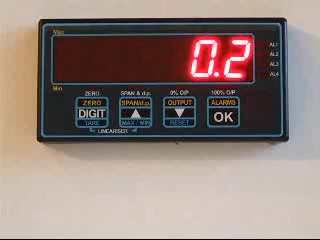 Max
0.2
AL1
AL2
AL3
AL4
Min
ZERO SPAN & d.p. 0% O/P 100% O/P
ZERO SPAN/d.p. OUTPUT ALARMS
DIGIT OK
TARE MAX / MIN RESET
LINEARISER